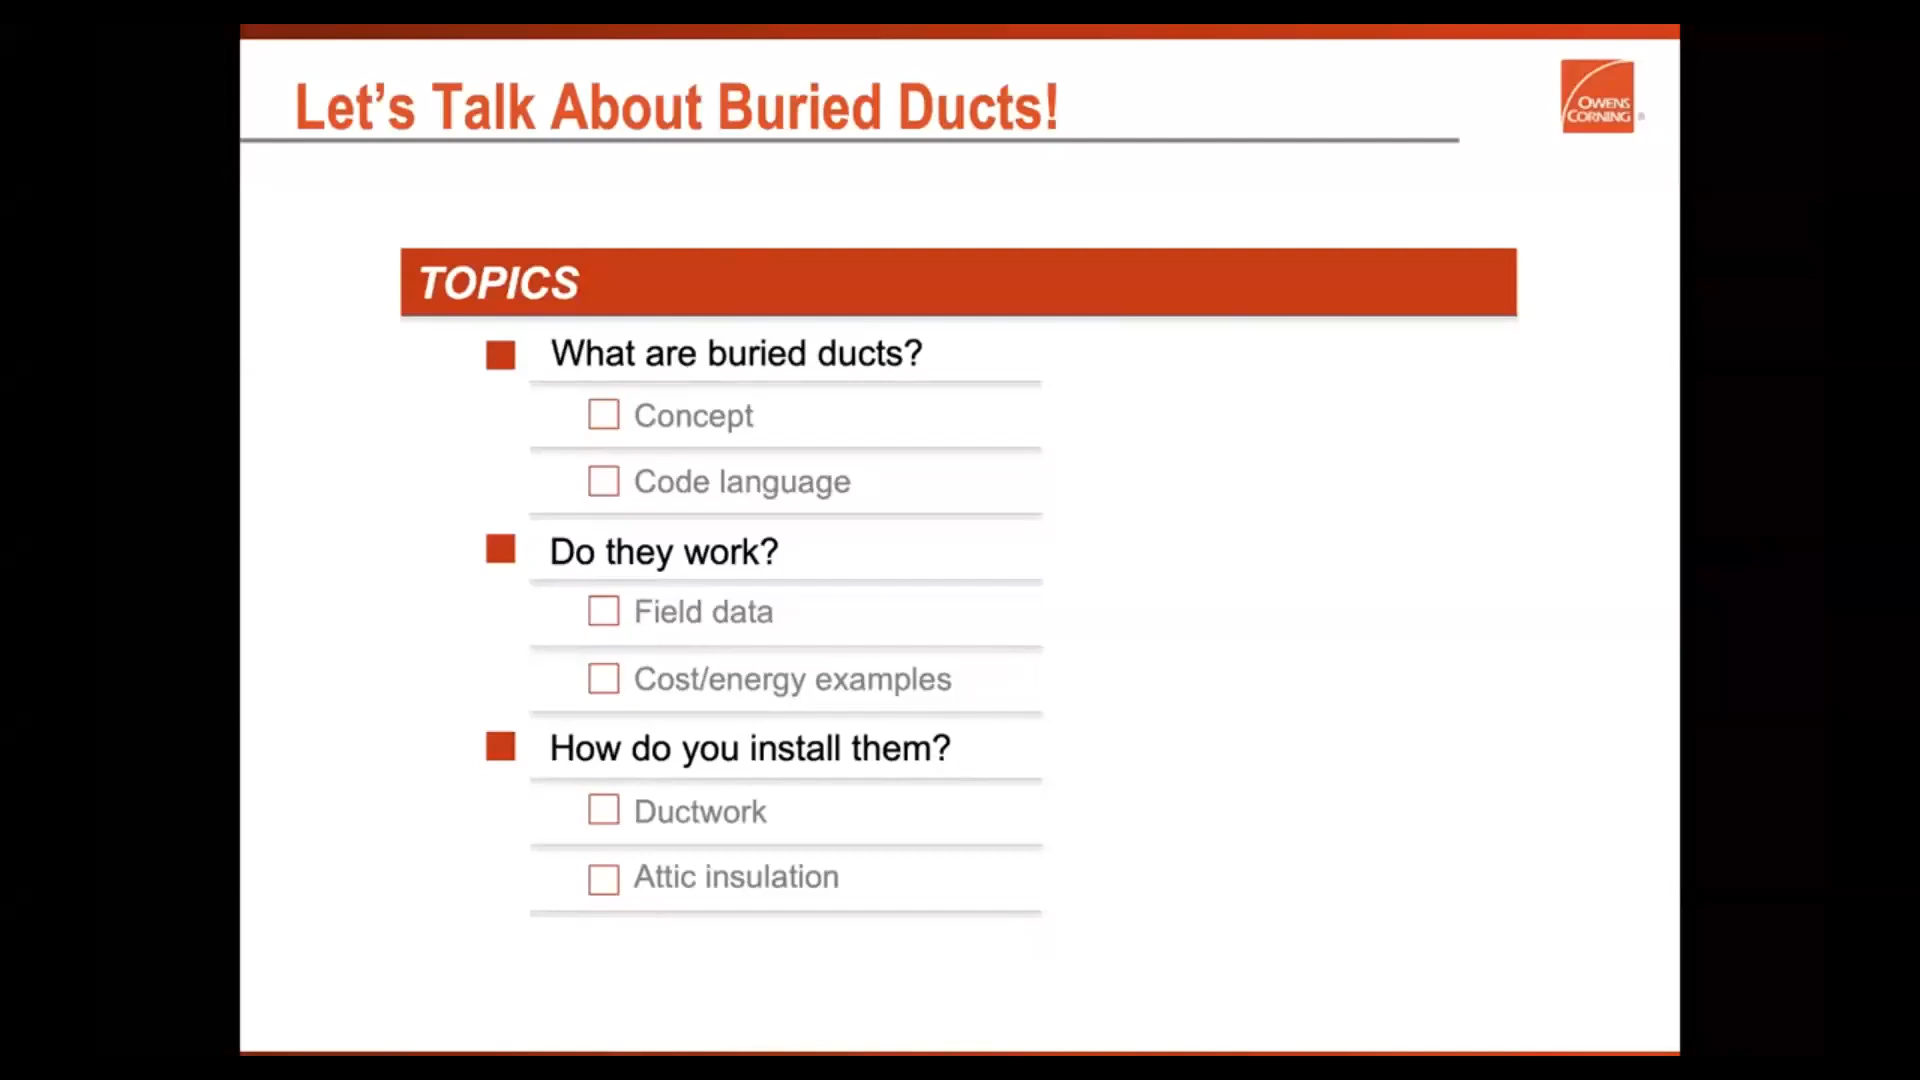 Let’s Talk About Buried Ducts!
OWENS
CORNING
®
TOPICS
What are buried ducts?
Concept
Code language
Do they work?
Field data
Cost/energy examples
How do you install them?
Ductwork
Attic insulation